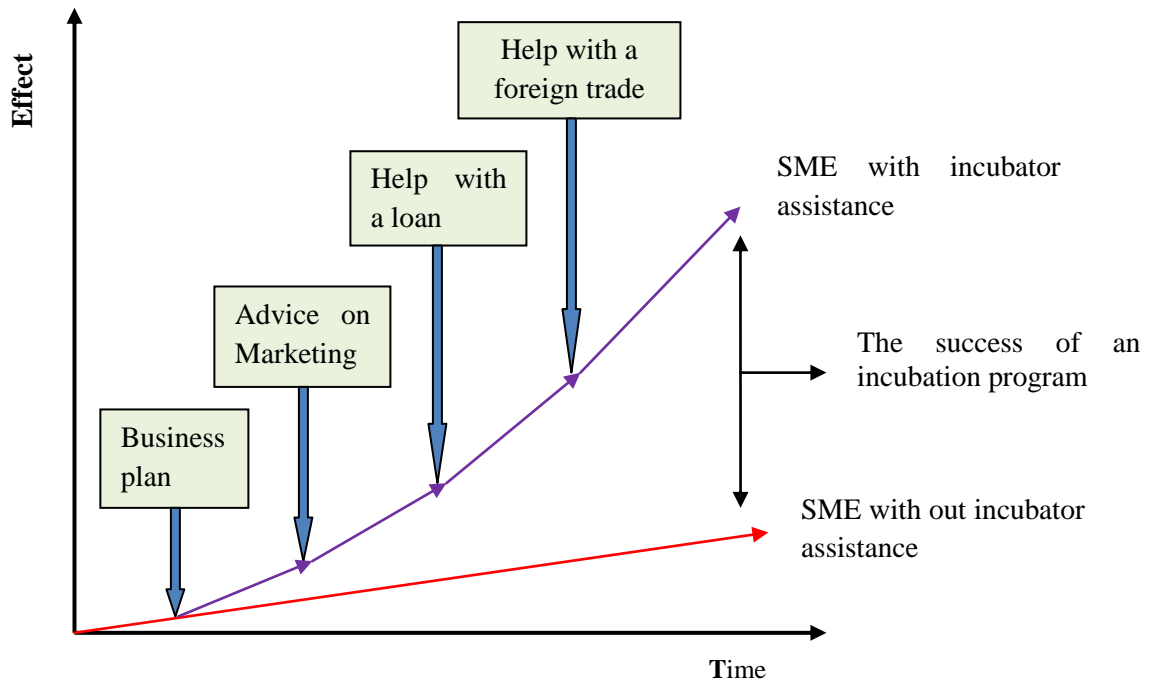 Effect
Help with a
foreign trade
Help with
a loan
Advice on
Marketing
Business
plan
SME with incubator
assistance
The success of an
incubation program
SME with out incubator
assistance
Time